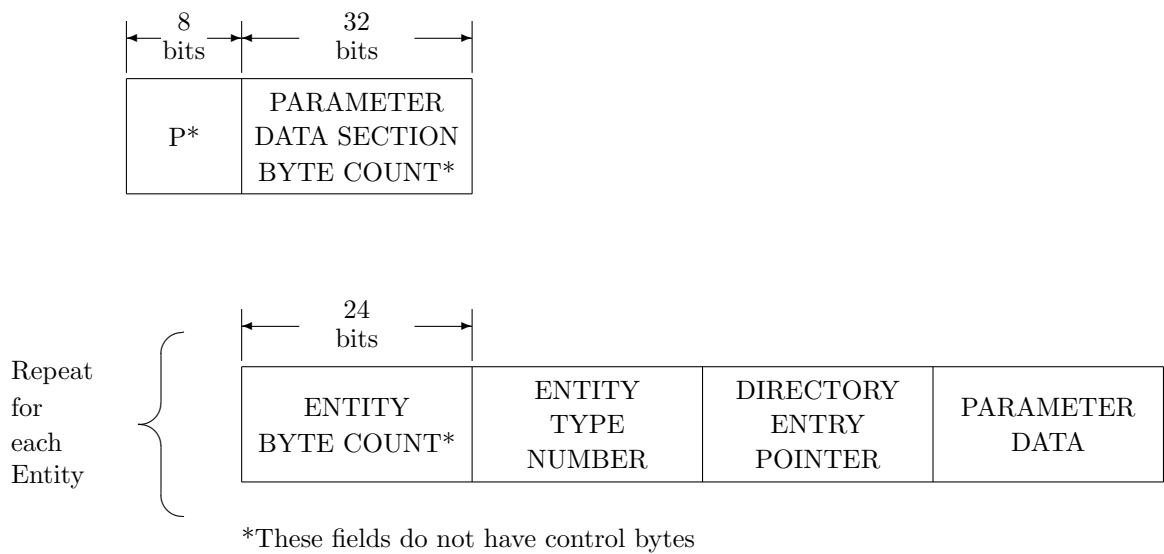 8
bits
32
bits
P*
PARAMETER
DATA SECTION
BYTE COUNT*
24
bits
Repeat
for
each
Entity
ENTITY
BYTE COUNT*
ENTITY
TYPE
NUMBER
DIRECTORY
ENTRY
POINTER
PARAMETER
DATA
*These fields do not have control bytes